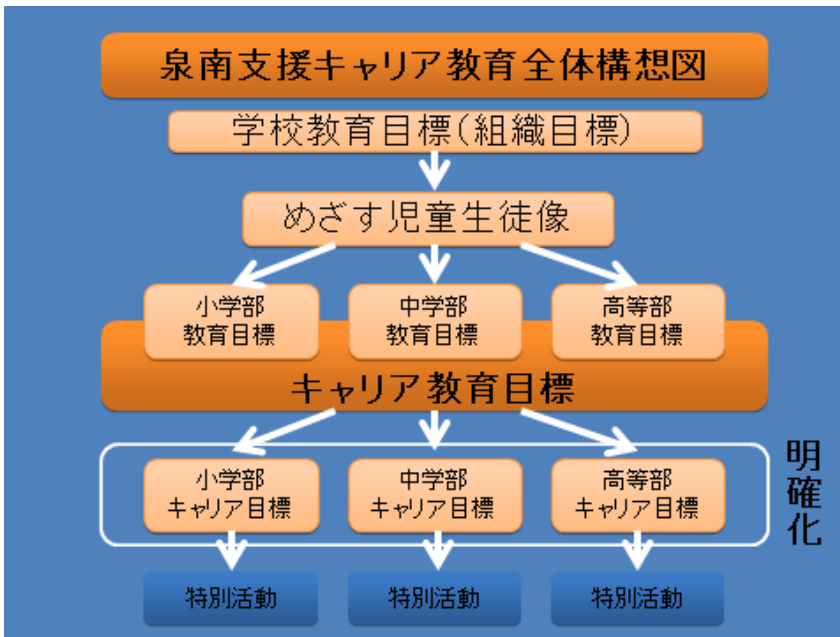 泉南支援キャリア教育全体構想図
学校教育目標(組織目標)
めざす児童生徒像
小学部
教育目標
中学部
教育目標
高等部
教育目標
キャリア教育目標
小学部
キャリア目標
中学部
キャリア目標
高等部
キャリア目標
明確化
特別活動
特別活動
特別活動